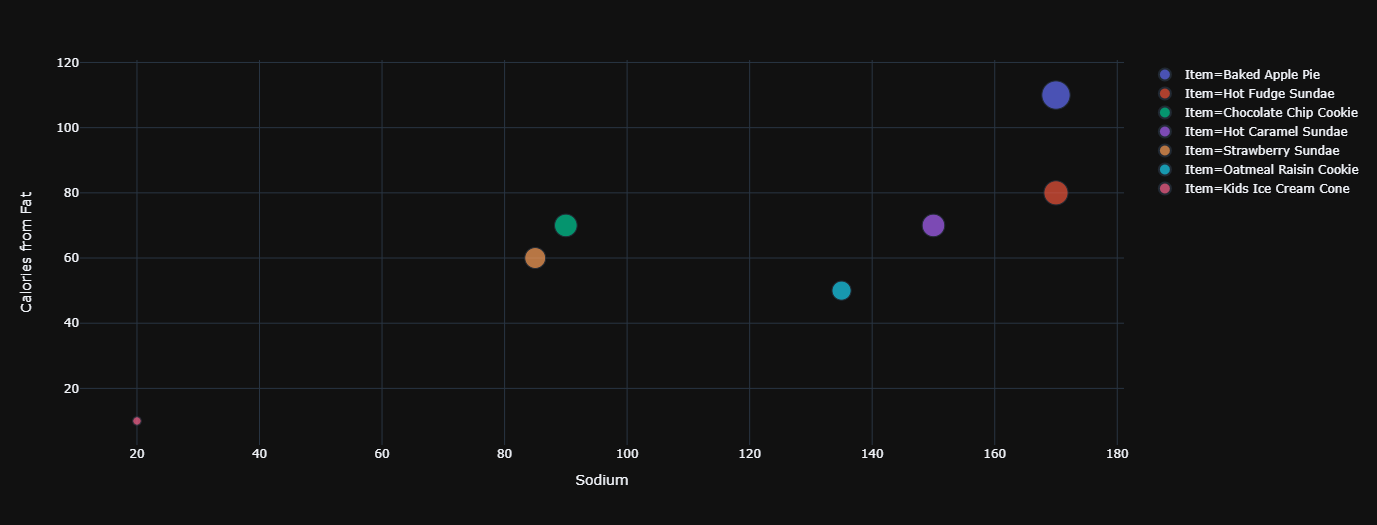 120
100
80
60
40
20
Calories from Fat
20 40 60 80 100 120 140 160 180
Sodium
Item=Baked Apple Pie
Item=Hot Fudge Sundae
Item=Chocolate Chip Cookie
Item=Hot Caramel Sundae
Item=Strawberry Sundae
Item=Oatmeal Raisin Cookie
Item=Kids Ice Cream Cone